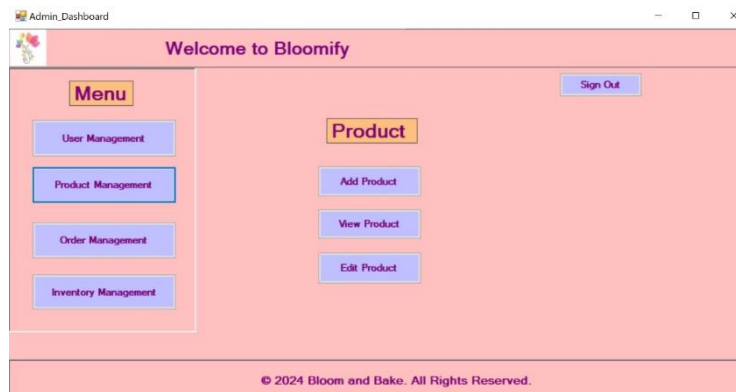 Admin_Dashboard
Welcome to Bloomify
Sign Out
Menu
User Management
Product Management
Order Management
Inventory Management
Product
Add Product
View Product
Edit Product
© 2024 Bloom and Bake. All Rights Reserved.